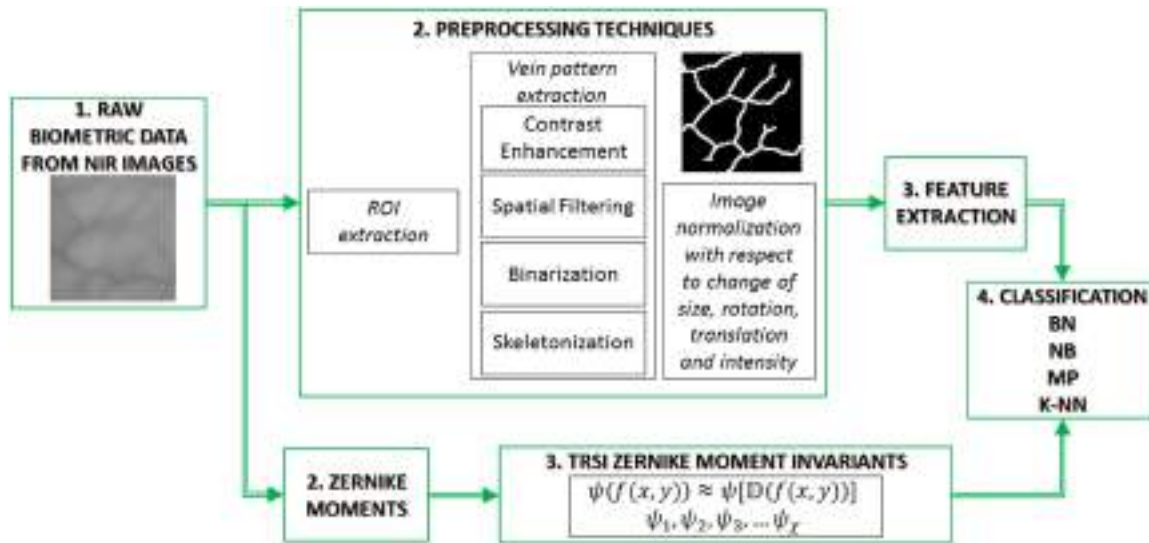 1. RAW
BIOMETRIC DATA
FROM NIR IMAGES
2. PREPROCESSING TECHNIQUES
ROI
extraction
Vein pattern
extraction
Contrast
Enhancement
Spatial Filtering
Binarization
Skeletonization
Image
normalization
with respect
to change of
size, rotation,
translation
and intensity
3. FEATURE
EXTRACTION
4. CLASSIFICATION
BN
NB
MP
K-NN
2. ZERNIKE
MOMENTS
3. TRSI ZERNIKE MOMENT INVARIANTS
ψ(f(x, y)) ≈ ψ[𝔻(f(x, y))]
ψ₁, ψ₂, ψ₃, … ψᵪ